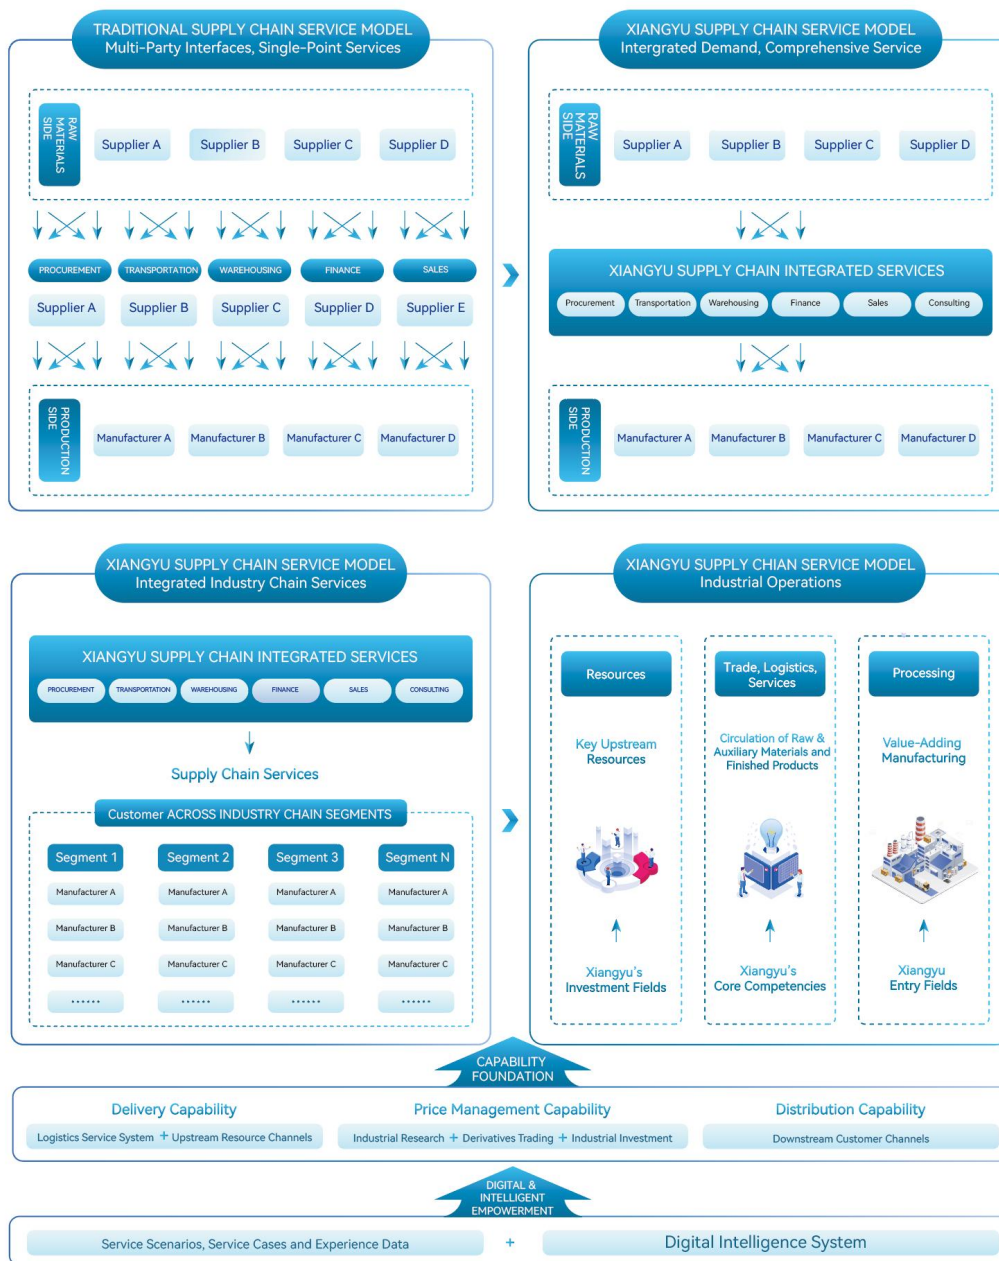 TRADITIONAL SUPPLY CHAIN SERVICE MODEL
Multi-Party Interfaces, Single-Point Services
RAW MATERIALS SIDE
Supplier A
Supplier B
Supplier C
Supplier D
PROCUREMENT
TRANSPORTATION
WAREHOUSING
FINANCE
SALES
Supplier A
Supplier B
Supplier C
Supplier D
Supplier E
PRODUCTION SIDE
Manufacturer A
Manufacturer B
Manufacturer C
Manufacturer D
XIANGYU SUPPLY CHAIN SERVICE MODEL
Intergrated Demand, Comprehensive Service
RAW MATERIALS SIDE
Supplier A
Supplier B
Supplier C
Supplier D
XIANGYU SUPPLY CHAIN INTEGRATED SERVICES
Procurement
Transportation
Warehousing
Finance
Sales
Consulting
PRODUCTION SIDE
Manufacturer A
Manufacturer B
Manufacturer C
Manufacturer D
XIANGYU SUPPLY CHAIN SERVICE MODEL
Integrated Industry Chain Services
XIANGYU SUPPLY CHAIN INTEGRATED SERVICES
PROCUREMENT
TRANSPORTATION
WAREHOUSING
FINANCE
SALES
CONSULTING
Supply Chain Services
Customer ACROSS INDUSTRY CHAIN SEGMENTS
Segment 1
Segment 2
Segment 3
Segment N
Manufacturer A
Manufacturer A
Manufacturer A
Manufacturer A
Manufacturer B
Manufacturer B
Manufacturer B
Manufacturer B
Manufacturer C
Manufacturer C
Manufacturer C
Manufacturer C
......
......
......
......
XIANGYU SUPPLY CHIAN SERVICE MODEL
Industrial Operations
Resources
Key Upstream
Resources
Xiangyu's
Investment Fields
Trade, Logistics,
Services
Circulation of Raw &
Auxiliary Materials and
Finished Products
Xiangyu's
Core Competencies
Processing
Value-Adding
Manufacturing
Xiangyu
Entry Fields
CAPABILITY
FOUNDATION
Delivery Capability
Logistics Service System + Upstream Resource Channels
Price Management Capability
Industrial Research + Derivatives Trading + Industrial Investment
Distribution Capability
Downstream Customer Channels
DIGITAL &
INTELLIGENT
EMPOWERMENT
Service Scenarios, Service Cases and Experience Data + Digital Intelligence System